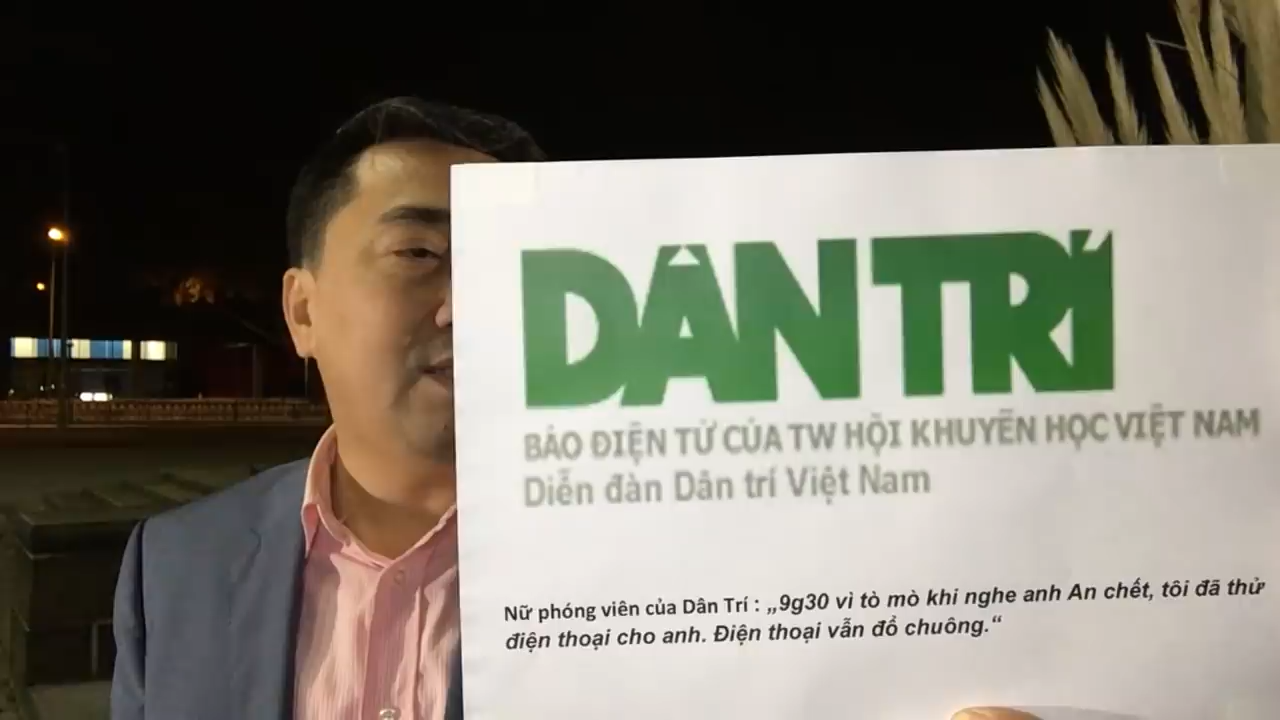 DÂN TRÍ
BÁO ĐIỆN TỬ CỦA TW HỘI KHUYẾN HỌC VIỆT NAM
Diễn đàn Dân trí Việt Nam
Nữ phóng viên của Dân Trí : „9g30 vì tò mò khi nghe anh An chết, tôi đã thử
điện thoại cho anh. Điện thoại vẫn đổ chuông.“